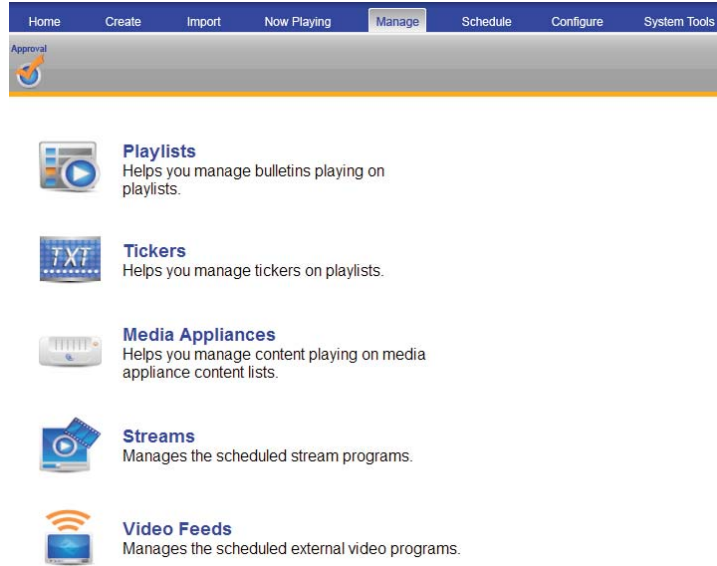 Home Create Import Now Playing Manage Schedule Configure System Tools
Approval
Playlists
Helps you manage bulletins playing on
playlists.
TXT
Tickers
Helps you manage tickers on playlists.
Media Appliances
Helps you manage content playing on media
appliance content lists.
Streams
Manages the scheduled stream programs.
Video Feeds
Manages the scheduled external video programs.